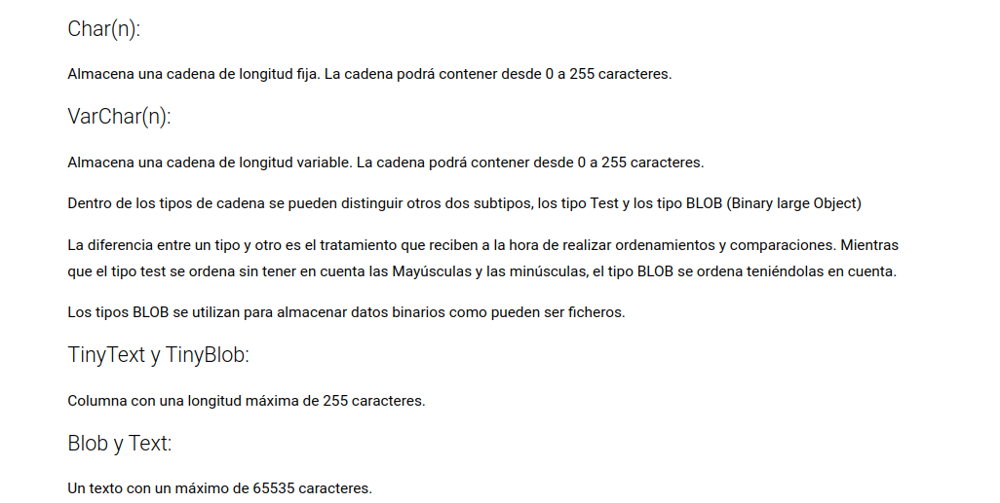 Char(n):
Almacena una cadena de longitud fija. La cadena podrá contener desde 0 a 255 caracteres.
VarChar(n):
Almacena una cadena de longitud variable. La cadena podrá contener desde 0 a 255 caracteres.
Dentro de los tipos de cadena se pueden distinguir otros dos subtipos, los tipo Test y los tipo BLOB (Binary large Object)
La diferencia entre un tipo y otro es el tratamiento que reciben a la hora de realizar ordenamientos y comparaciones. Mientras
que el tipo test se ordena sin tener en cuenta las Mayúsculas y las minúsculas, el tipo BLOB se ordena teniéndolas en cuenta.
Los tipos BLOB se utilizan para almacenar datos binarios como pueden ser ficheros.
TinyText y TinyBlob:
Columna con una longitud máxima de 255 caracteres.
Blob y Text:
Un texto con un máximo de 65535 caracteres.